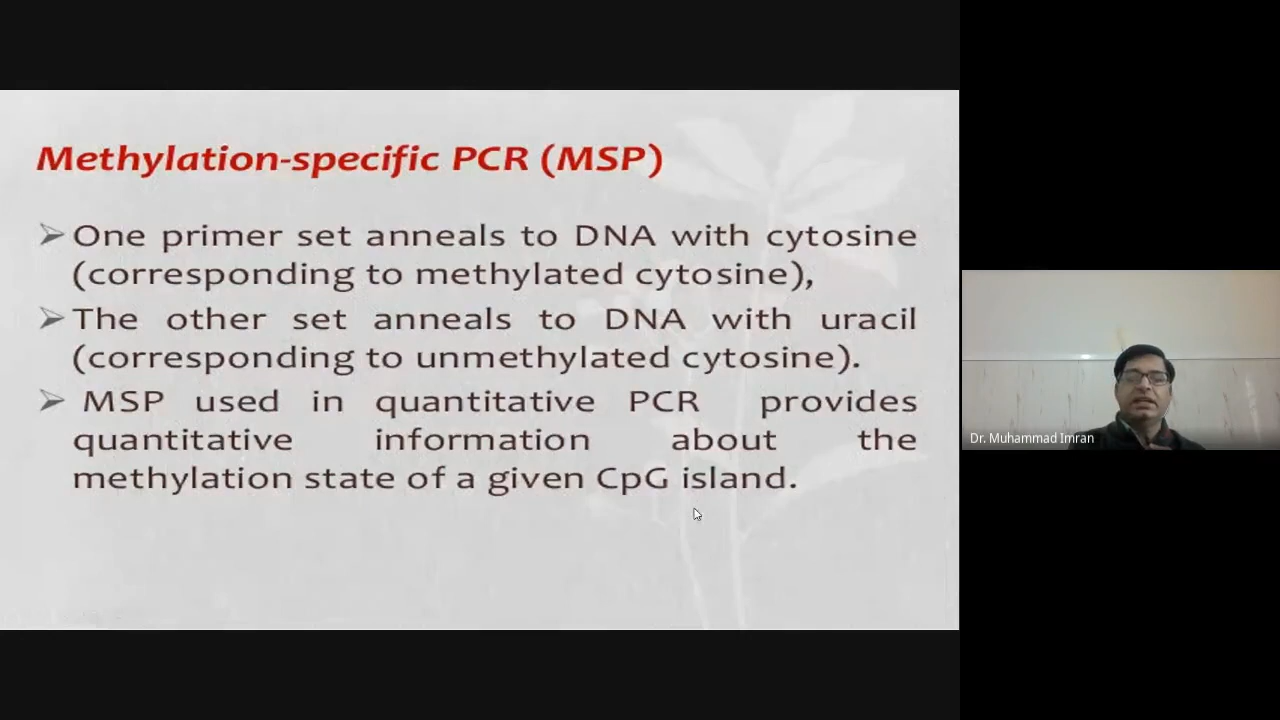 Methylation-specific PCR (MSP)
One primer set anneals to DNA with cytosine
(corresponding to methylated cytosine),
The other set anneals to DNA with uracil
(corresponding to unmethylated cytosine).
MSP used in quantitative PCR provides
quantitative information about the
methylation state of a given CpG island.
Dr. Muhammad Imran